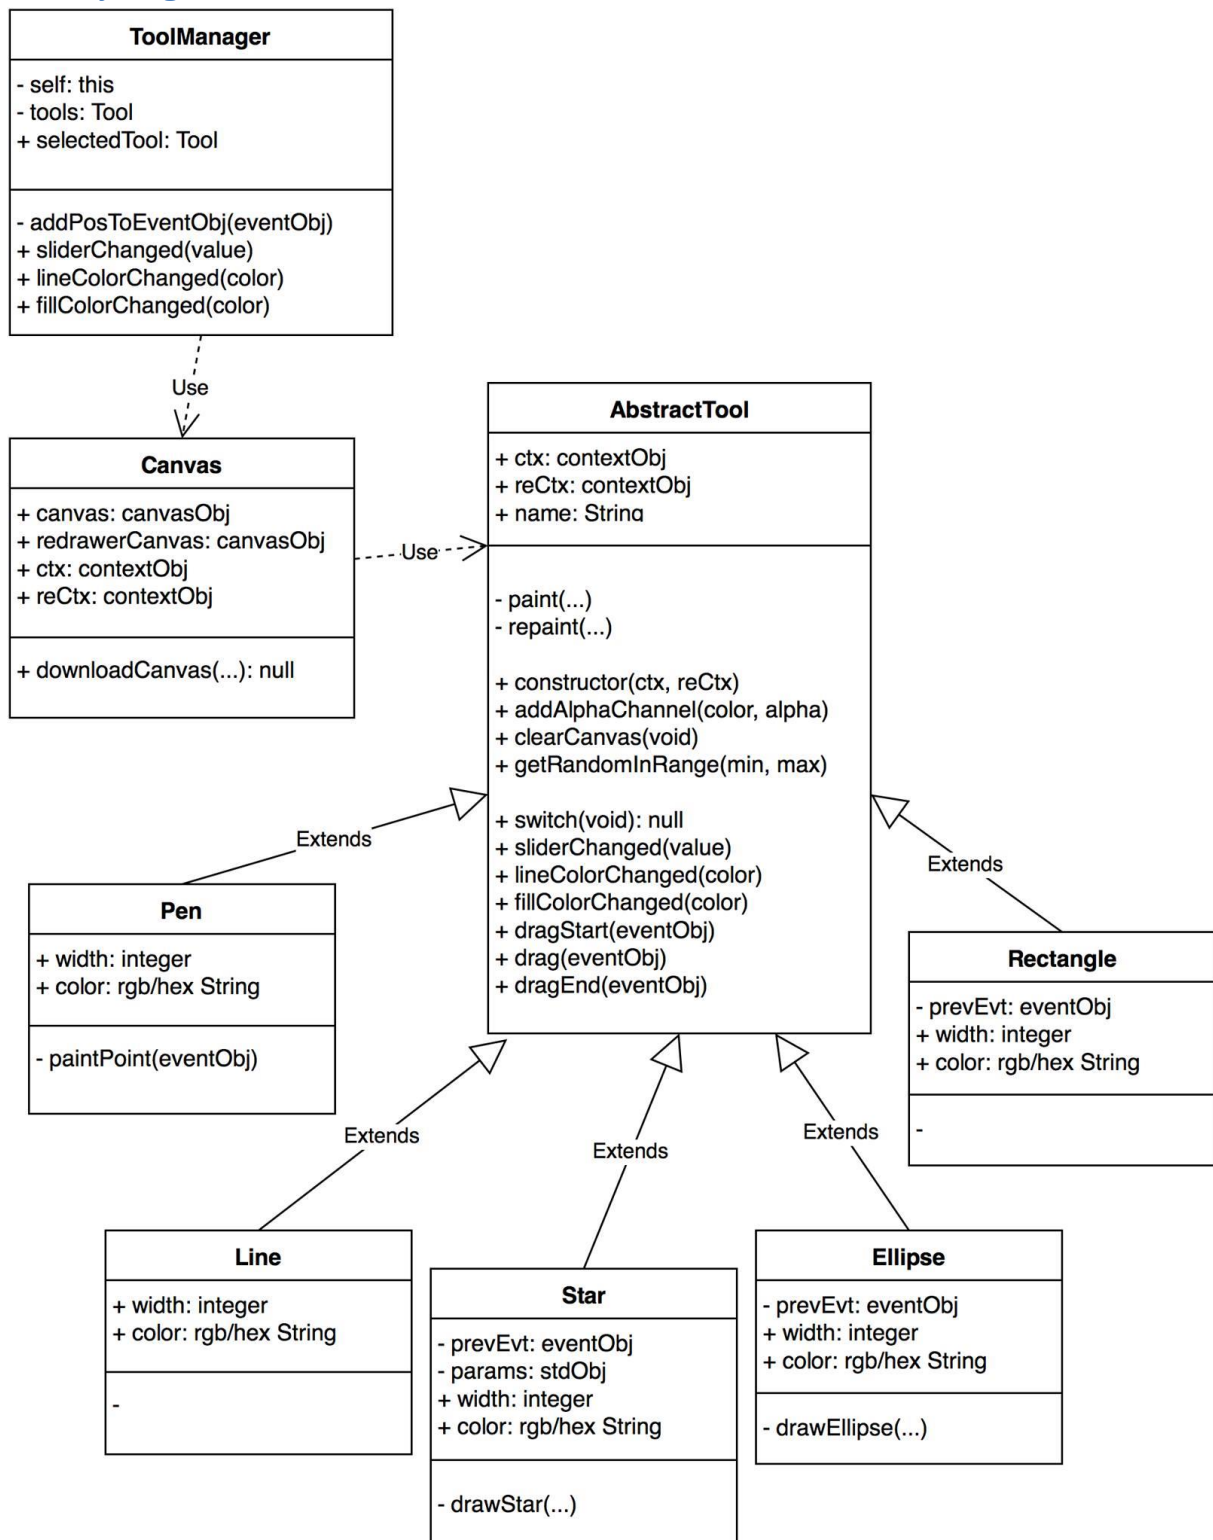 ToolManager
- self: this
- tools: Tool
+ selectedTool: Tool
- addPosToEventObj(eventObj)
+ sliderChanged(value)
+ lineColorChanged(color)
+ fillColorChanged(color)
Use
Canvas
+ canvas: canvasObj
+ redrawerCanvas: canvasObj
+ ctx: contextObj
+ reCtx: contextObj
+ downloadCanvas(...): null
Use
AbstractTool
+ ctx: contextObj
+ reCtx: contextObj
+ name: String
- paint(...)
- repaint(...)
+ constructor(ctx, reCtx)
+ addAlphaChannel(color, alpha)
+ clearCanvas(void)
+ getRandomInRange(min, max)
+ switch(void): null
+ sliderChanged(value)
+ lineColorChanged(color)
+ fillColorChanged(color)
+ dragStart(eventObj)
+ drag(eventObj)
+ dragEnd(eventObj)
Extends
Pen
+ width: integer
+ color: rgb/hex String
- paintPoint(eventObj)
Extends
Rectangle
- prevEvt: eventObj
+ width: integer
+ color: rgb/hex String
-
Extends
Line
+ width: integer
+ color: rgb/hex String
-
Extends
Star
- prevEvt: eventObj
- params: stdObj
+ width: integer
+ color: rgb/hex String
- drawStar(...)
Extends
Ellipse
- prevEvt: eventObj
+ width: integer
+ color: rgb/hex String
- drawEllipse(...)